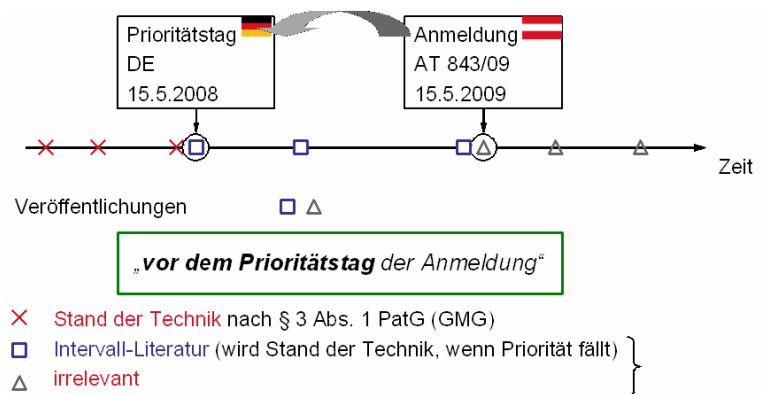 Prioritätstag
DE
15.5.2008
Anmeldung
AT 843/09
15.5.2009
Zeit
Veröffentlichungen
„vor dem Prioritätstag der Anmeldung“
Stand der Technik nach § 3 Abs. 1 PatG (GMG)
Intervall-Literatur (wird Stand der Technik, wenn Priorität fällt)
irrelevant